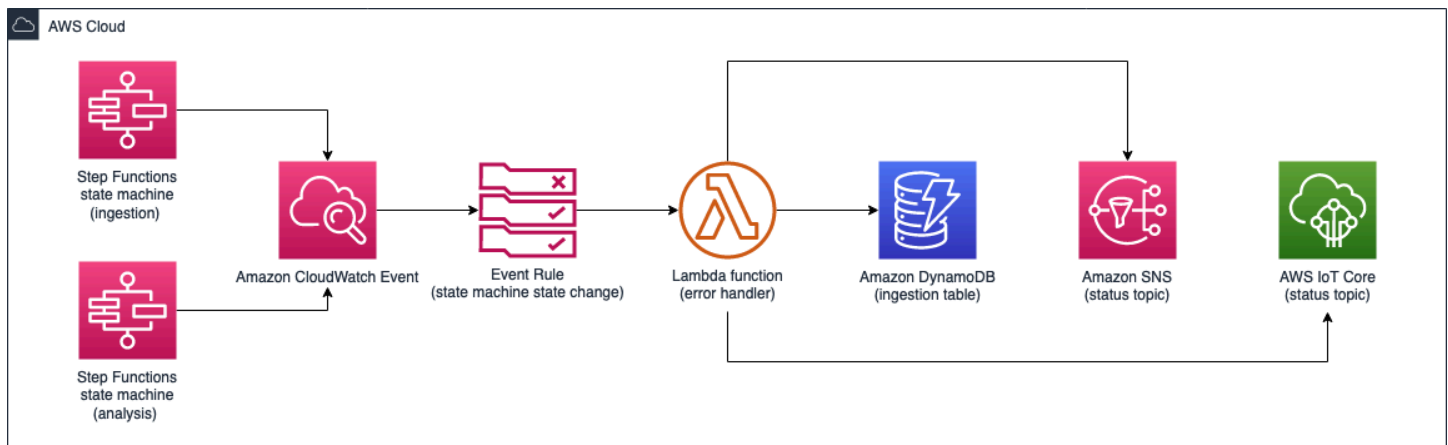 AWS Cloud
Step Functions
state machine
(ingestion)
Amazon CloudWatch Event
Event Rule
(state machine state change)
Lambda function
(error handler)
Amazon DynamoDB
(ingestion table)
Amazon SNS
(status topic)
AWS IoT Core
(status topic)
Step Functions
state machine
(analysis)